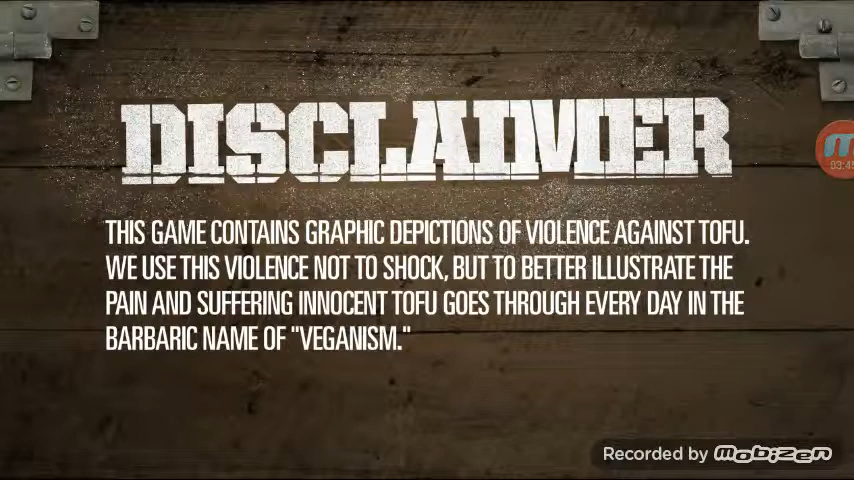 DISCLAIMER
THIS GAME CONTAINS GRAPHIC DEPICTIONS OF VIOLENCE AGAINST TOFU.
WE USE THIS VIOLENCE NOT TO SHOCK, BUT TO BETTER ILLUSTRATE THE
PAIN AND SUFFERING INNOCENT TOFU GOES THROUGH EVERY DAY IN THE
BARBARIC NAME OF "VEGANISM."
03:45
Recorded by mobizen